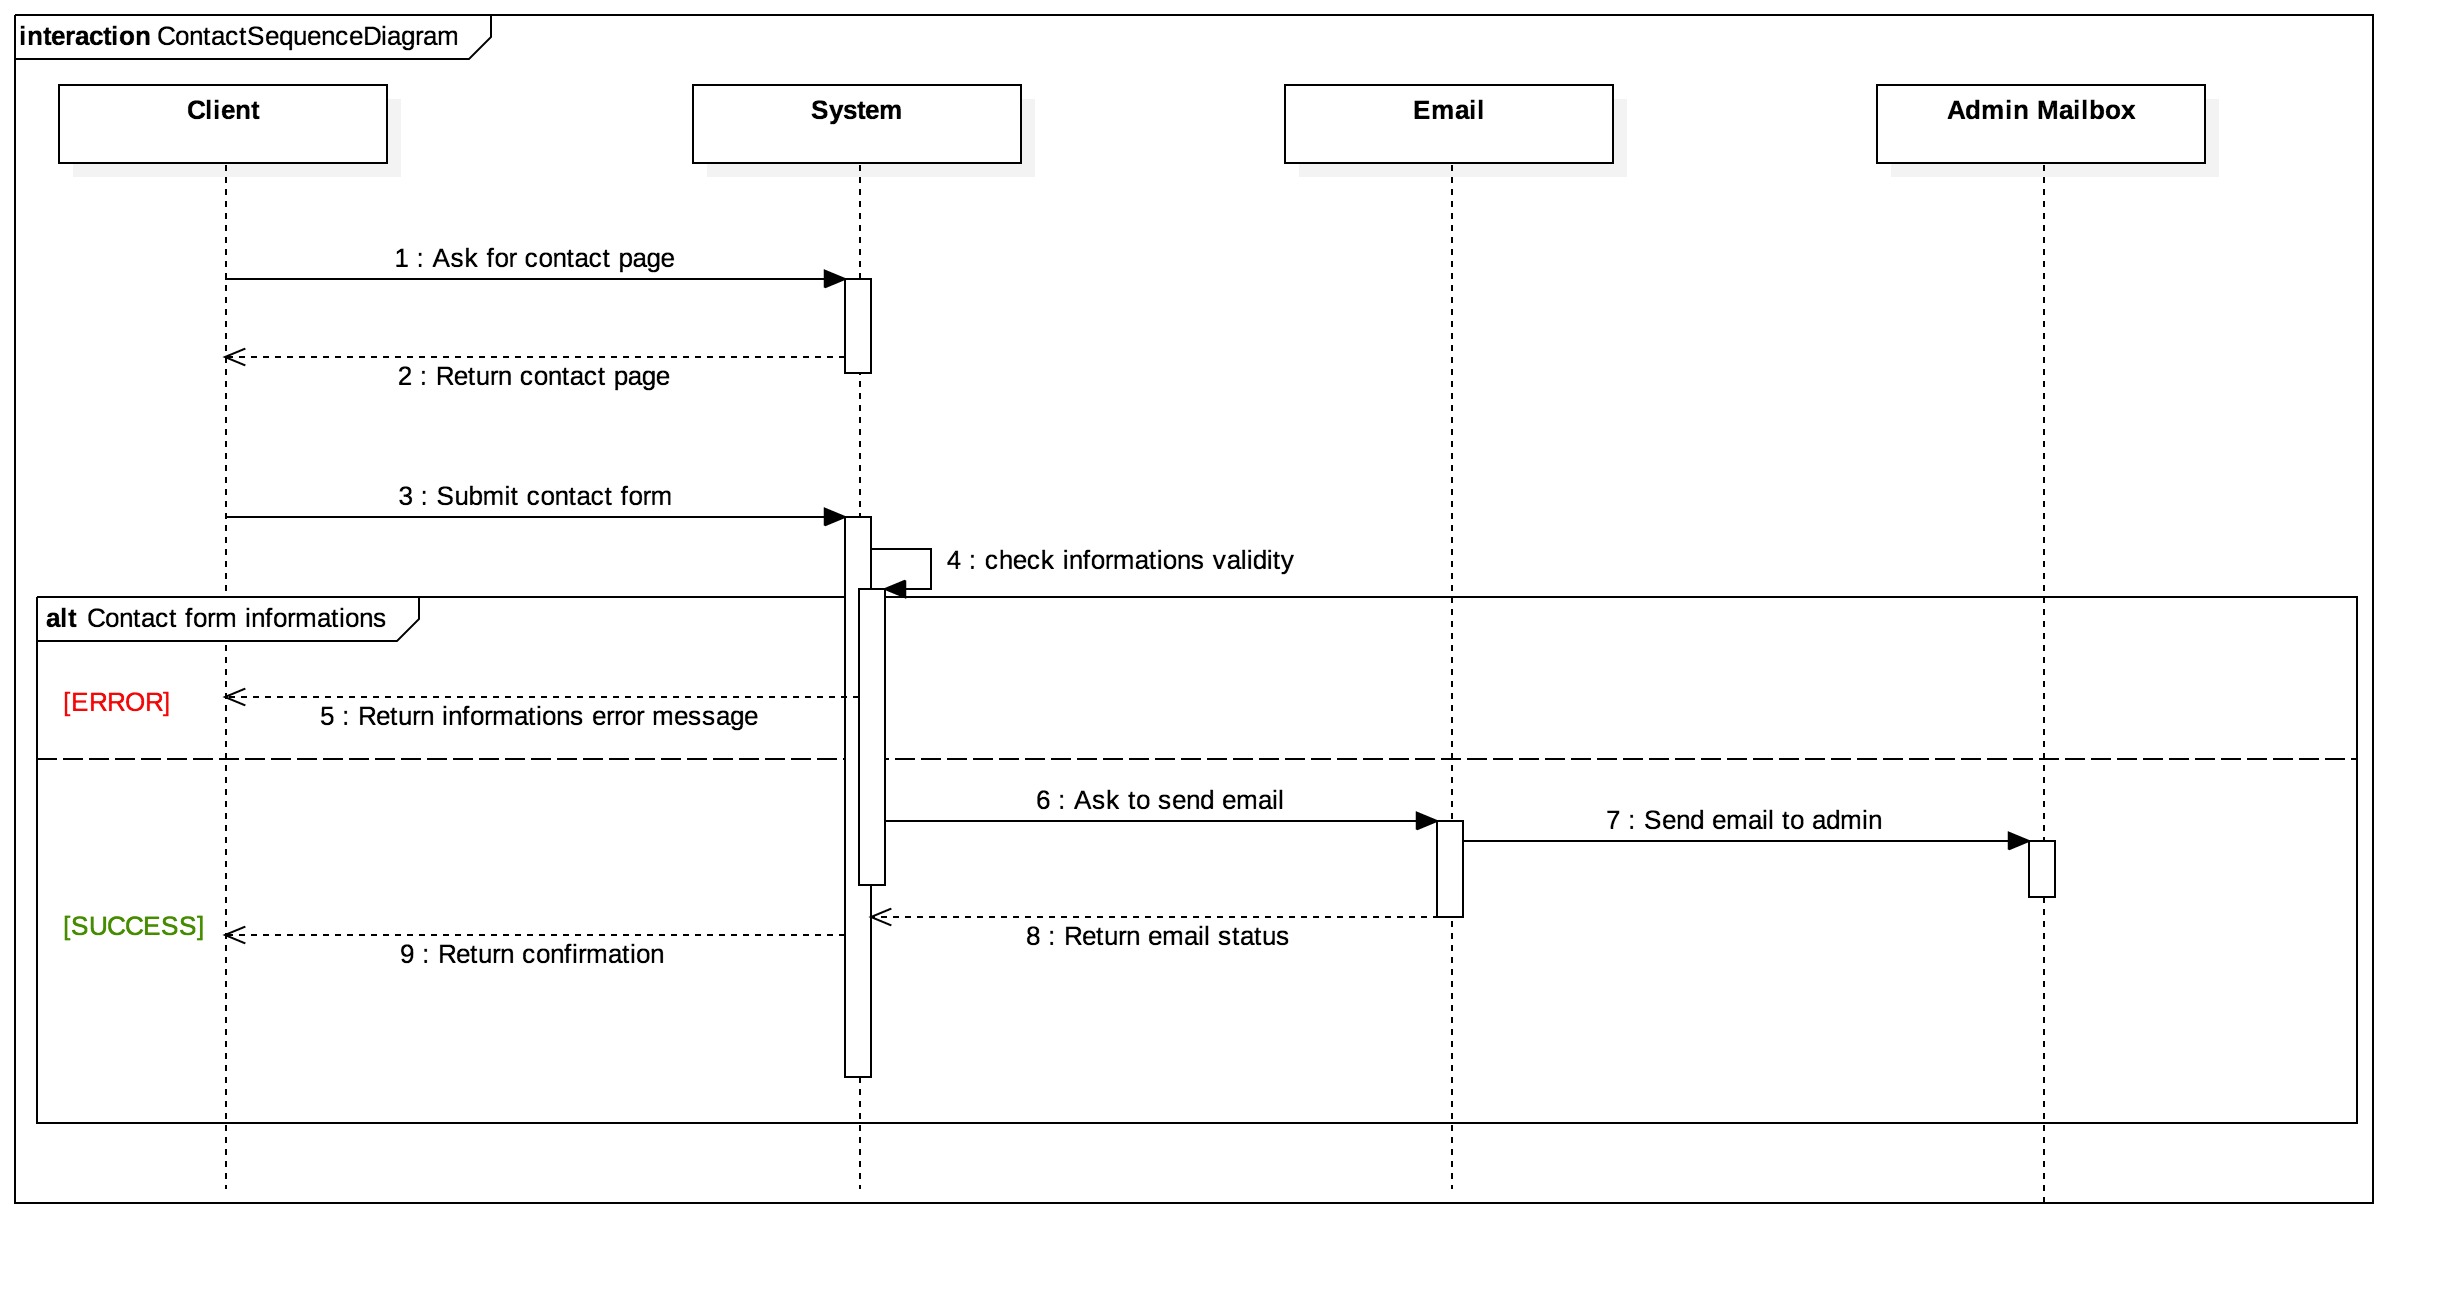 interaction ContactSequenceDiagram
Client
System
Email
Admin Mailbox
1 : Ask for contact page
2 : Return contact page
3 : Submit contact form
4 : check informations validity
alt Contact form informations
[ERROR]
5 : Return informations error message
6 : Ask to send email
7 : Send email to admin
[SUCCESS]
8 : Return email status
9 : Return confirmation